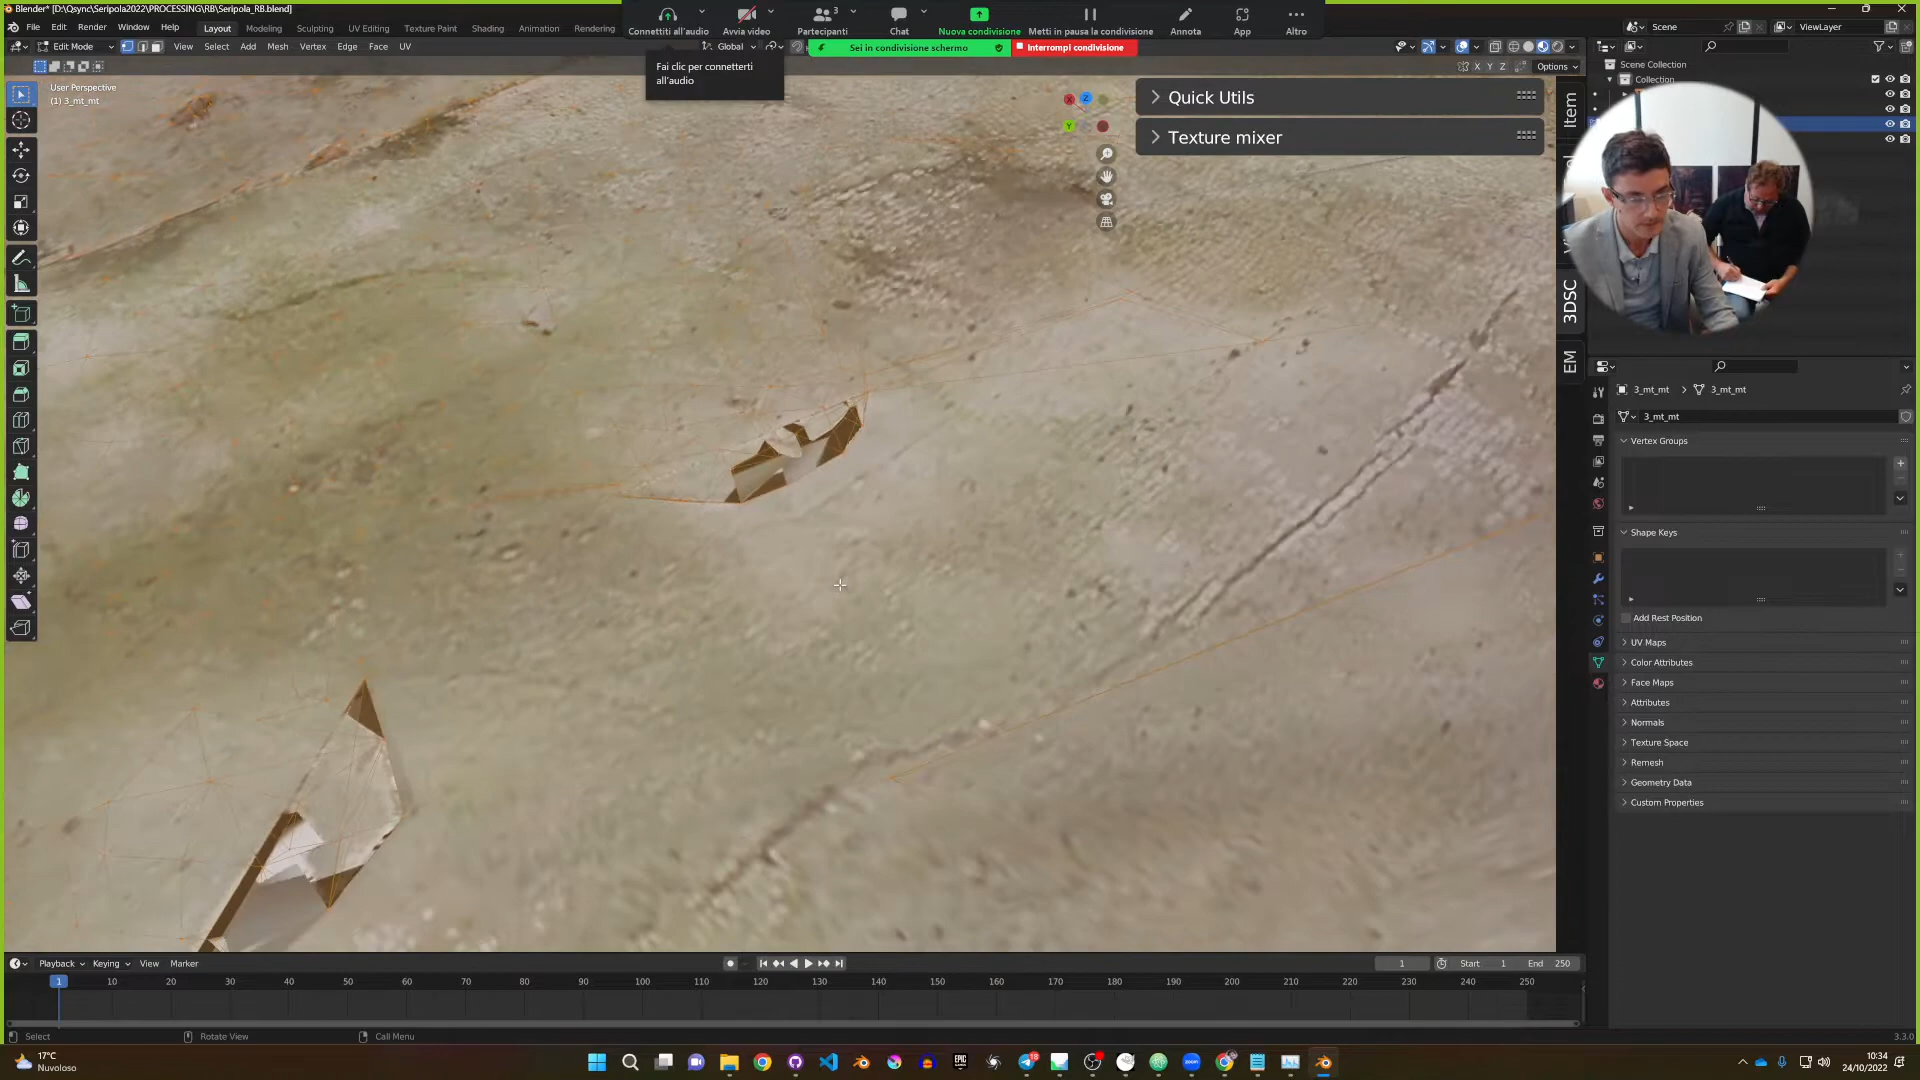 Blender* [D:\Qsync\Seripola2022\PROCESSING\RB\Seripola_RB.blend]
File Edit Render Window Help Layout Modeling Sculpting UV Editing Texture Paint Shading Animation Rendering
Connettiti all'audio Avvia video Partecipanti 3 Chat Nuova condivisione Metti in pausa la condivisione Annota App Altro
Scene ViewLayer
Edit Mode View Select Add Mesh Vertex Edge Face UV Global
Sei in condivisione schermo Interrompi condivisione
Fai clic per connetterti
all'audio
X Y Z Options
User Perspective
(1) 3_mt_mt
Quick Utils
Texture mixer
Item
3DSC
EM
Scene Collection
Collection
3_mt_mt 3_mt_mt
3_mt_mt
Vertex Groups
Shape Keys
Add Rest Position
UV Maps
Color Attributes
Face Maps
Attributes
Normals
Texture Space
Remesh
Geometry Data
Custom Properties
Playback Keying View Marker 1 Start 1 End 250
1 10 20 30 40 50 60 70 80 90 100 110 120 130 140 150 160 170 180 190 200 210 220 230 240 250
Select Rotate View Call Menu 3.3.0
17°C
Nuvoloso
10:34
24/10/2022